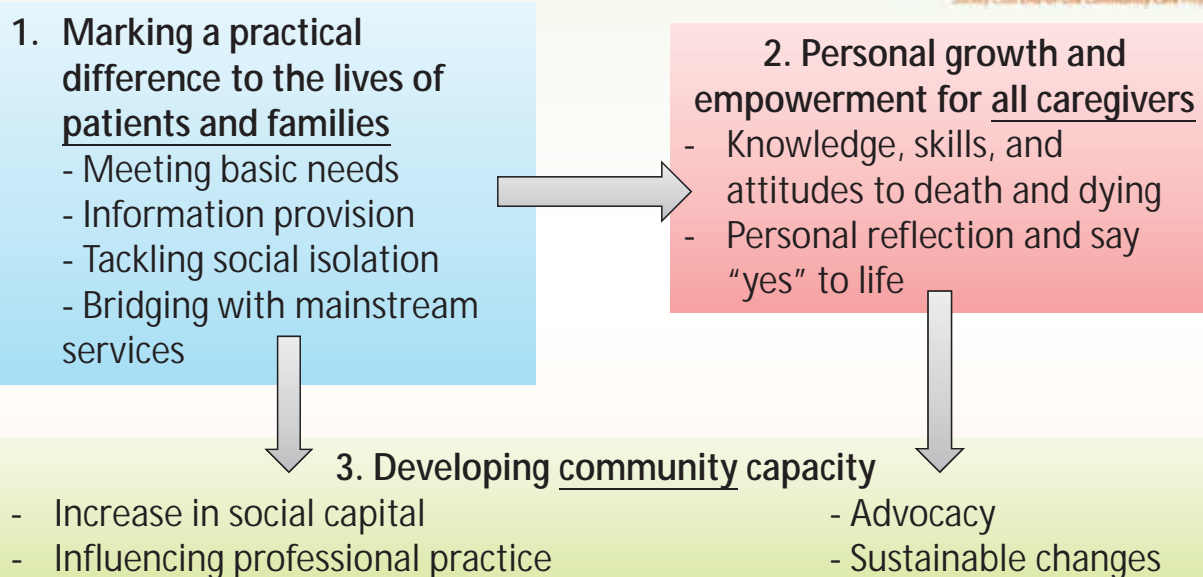 1. Marking a practical
difference to the lives of
patients and families
- Meeting basic needs
- Information provision
- Tackling social isolation
- Bridging with mainstream
services
2. Personal growth and
empowerment for all caregivers
- Knowledge, skills, and
attitudes to death and dying
- Personal reflection and say
"yes" to life
3. Developing community capacity
- Increase in social capital
- Influencing professional practice
- Advocacy
- Sustainable changes